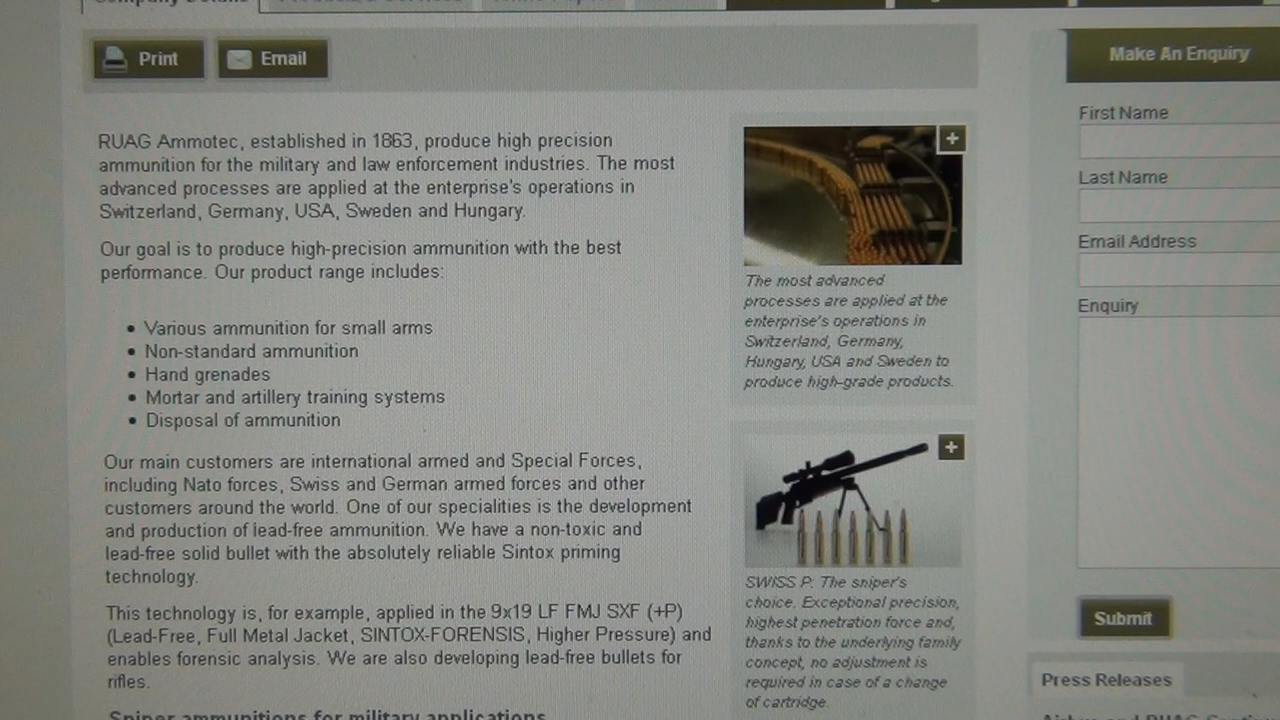 Company Details
Print
Email
RUAG Ammotec, established in 1863, produce high precision
ammunition for the military and law enforcement industries. The most
advanced processes are applied at the enterprise's operations in
Switzerland, Germany, USA, Sweden and Hungary.
Our goal is to produce high-precision ammunition with the best
performance. Our product range includes:
• Various ammunition for small arms
• Non-standard ammunition
• Hand grenades
• Mortar and artillery training systems
• Disposal of ammunition
Our main customers are international armed and Special Forces,
including Nato forces, Swiss and German armed forces and other
customers around the world. One of our specialities is the development
and production of lead-free ammunition. We have a non-toxic and
lead-free solid bullet with the absolutely reliable Sintox priming
technology.
This technology is, for example, applied in the 9x19 LF FMJ SXF (+P)
(Lead-Free, Full Metal Jacket, SINTOX-FORENSIS, Higher Pressure) and
enables forensic analysis. We are also developing lead-free bullets for
rifles.
Sniper ammunitions for military applications
+
The most advanced
processes are applied at the
enterprise's operations in
Switzerland, Germany,
Hungary, USA and Sweden to
produce high-grade products.
+
SWISS P: The sniper's
choice. Exceptional precision,
highest penetration force and,
thanks to the underlying family
concept, no adjustment is
required in case of a change
of cartridge.
Make An Enquiry
First Name
Last Name
Email Address
Enquiry
Submit
Press Releases